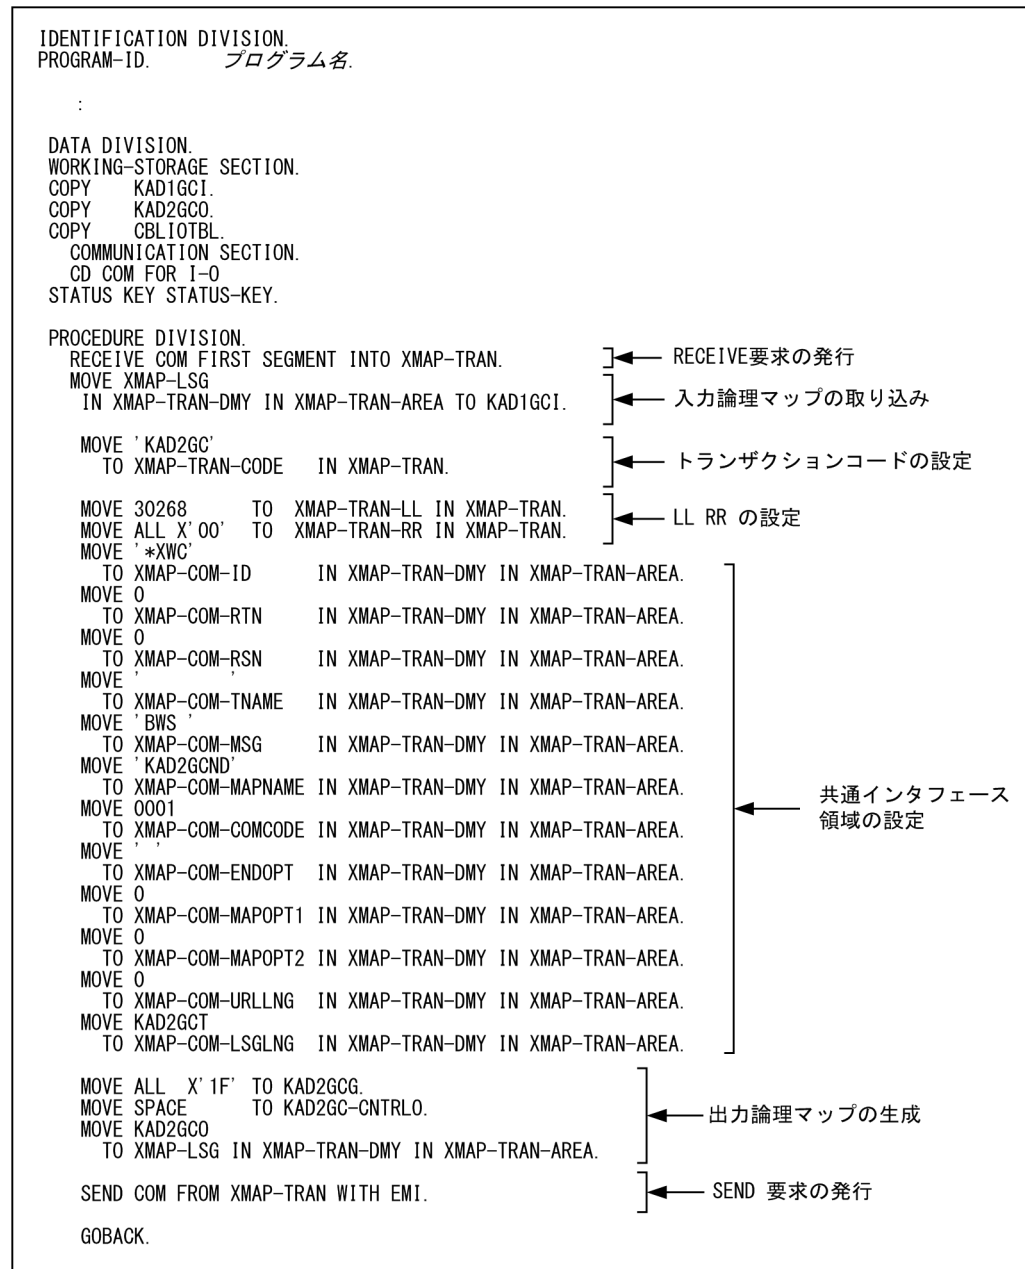 IDENTIFICATION DIVISION.
PROGRAM-ID.       プログラム名.
:
DATA DIVISION.
WORKING-STORAGE SECTION.
COPY    KAD1GCI.
COPY    KAD2GCO.
COPY    CBLIOTBL.
COMMUNICATION SECTION.
CD COM FOR I-O
STATUS KEY STATUS-KEY.
PROCEDURE DIVISION.
RECEIVE COM FIRST SEGMENT INTO XMAP-TRAN. RECEIVE要求の発行
MOVE XMAP-LSG
IN XMAP-TRAN-DMY IN XMAP-TRAN-AREA TO KAD1GCI. 入力論理マップの取り込み
MOVE 'KAD2GC'
TO XMAP-TRAN-CODE   IN XMAP-TRAN. トランザクションコードの設定
MOVE 30268      TO  XMAP-TRAN-LL IN XMAP-TRAN.
MOVE ALL X'00'  TO  XMAP-TRAN-RR IN XMAP-TRAN. LL RR の設定
MOVE '*XWC'
TO XMAP-COM-ID      IN XMAP-TRAN-DMY IN XMAP-TRAN-AREA.
MOVE 0
TO XMAP-COM-RTN     IN XMAP-TRAN-DMY IN XMAP-TRAN-AREA.
MOVE 0
TO XMAP-COM-RSN     IN XMAP-TRAN-DMY IN XMAP-TRAN-AREA.
MOVE '        '
TO XMAP-COM-TNAME   IN XMAP-TRAN-DMY IN XMAP-TRAN-AREA.
MOVE 'BWS '
TO XMAP-COM-MSG     IN XMAP-TRAN-DMY IN XMAP-TRAN-AREA.
MOVE 'KAD2GCND'
TO XMAP-COM-MAPNAME IN XMAP-TRAN-DMY IN XMAP-TRAN-AREA.
MOVE 0001
TO XMAP-COM-COMCODE IN XMAP-TRAN-DMY IN XMAP-TRAN-AREA.
MOVE ' '
TO XMAP-COM-ENDOPT  IN XMAP-TRAN-DMY IN XMAP-TRAN-AREA.
MOVE 0
TO XMAP-COM-MAPOPT1 IN XMAP-TRAN-DMY IN XMAP-TRAN-AREA.
MOVE 0
TO XMAP-COM-MAPOPT2 IN XMAP-TRAN-DMY IN XMAP-TRAN-AREA.
MOVE 0
TO XMAP-COM-URLLNG  IN XMAP-TRAN-DMY IN XMAP-TRAN-AREA.
MOVE KAD2GCT
TO XMAP-COM-LSGLNG  IN XMAP-TRAN-DMY IN XMAP-TRAN-AREA.
共通インタフェース
領域の設定
MOVE ALL  X'1F' TO KAD2GCG.
MOVE SPACE      TO KAD2GC-CNTRLO. 出力論理マップの生成
MOVE KAD2GCO
TO XMAP-LSG IN XMAP-TRAN-DMY IN XMAP-TRAN-AREA.
SEND COM FROM XMAP-TRAN WITH EMI. SEND 要求の発行
GOBACK.